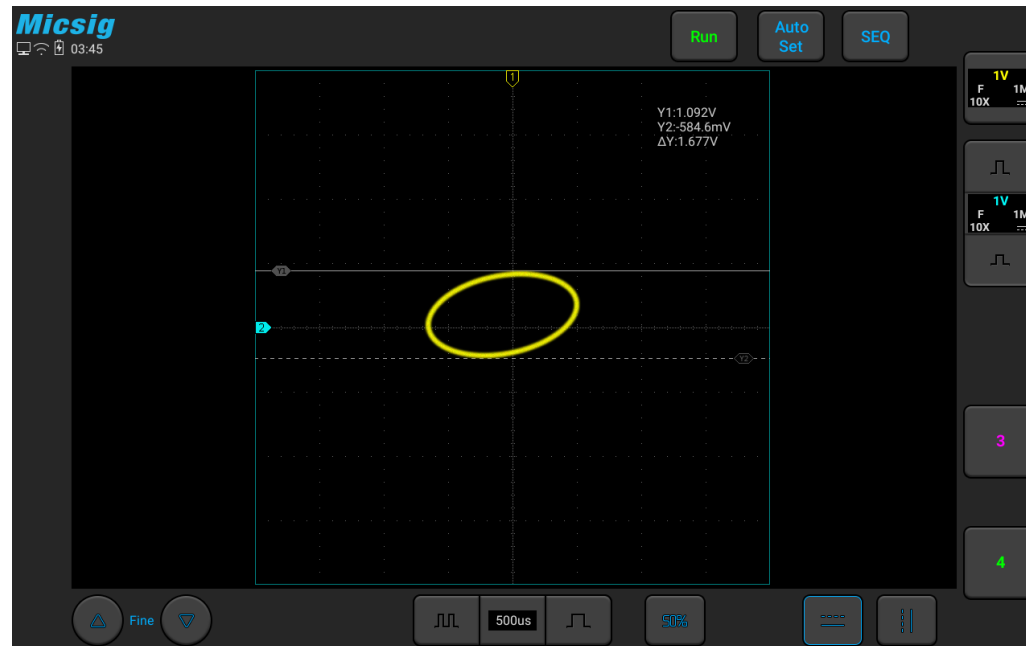 Micsig
03:45
Run
Auto
Set
SEQ
1
Y1:1.092V
Y2:-584.6mV
ΔY:1.677V
1V
F 1M
10X
1V
F 1M
10X
Y1
2
Y2
3
4
Fine
500us
50%